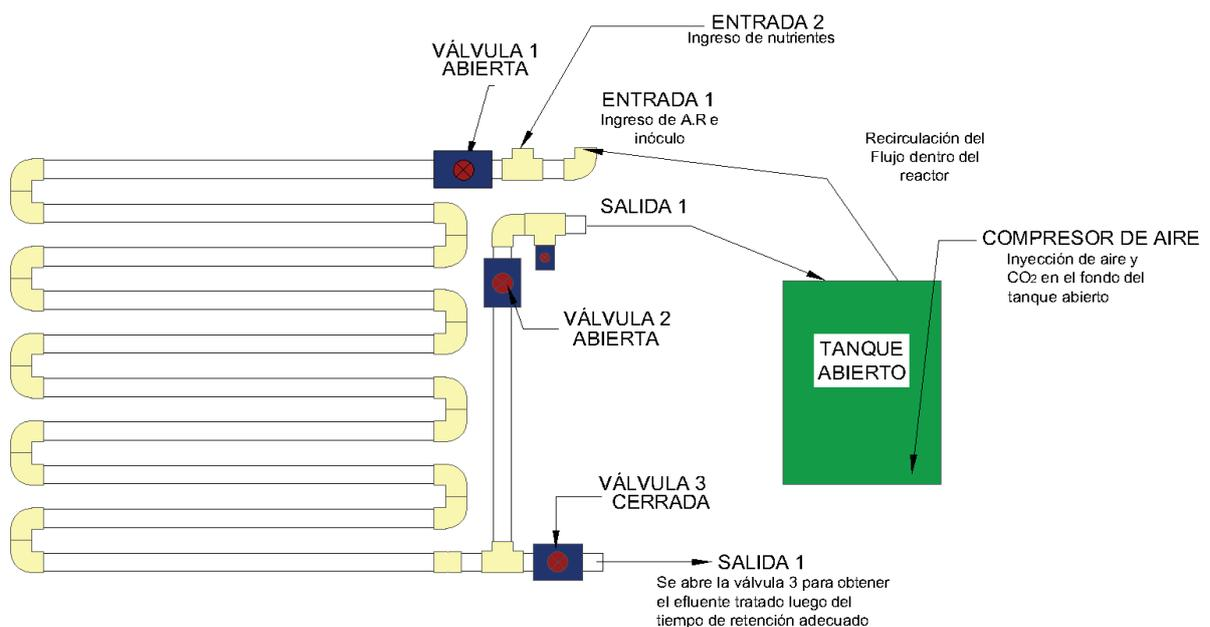 ENTRADA 2
Ingreso de nutrientes
VÁLVULA 1
ABIERTA
ENTRADA 1
Ingreso de A.R e
inóculo
Recirculación del
Flujo dentro del
reactor
SALIDA 1
COMPRESOR DE AIRE
Inyección de aire y
CO2 en el fondo del
tanque abierto
VÁLVULA 2
ABIERTA
TANQUE
ABIERTO
VÁLVULA 3
CERRADA
SALIDA 1
Se abre la válvula 3 para obtener
el efluente tratado luego del
tiempo de retención adecuado